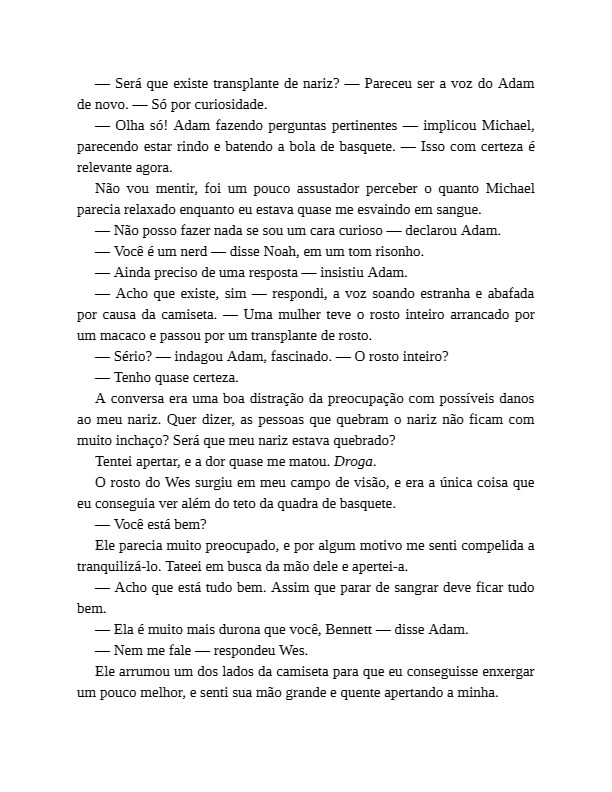 — Será que existe transplante de nariz? — Pareceu ser a voz do Adam
de novo. — Só por curiosidade.
— Olha só! Adam fazendo perguntas pertinentes — implicou Michael,
parecendo estar rindo e batendo a bola de basquete. — Isso com certeza é
relevante agora.
Não vou mentir, foi um pouco assustador perceber o quanto Michael
parecia relaxado enquanto eu estava quase me esvaindo em sangue.
— Não posso fazer nada se sou um cara curioso — declarou Adam.
— Você é um nerd — disse Noah, em um tom risonho.
— Ainda preciso de uma resposta — insistiu Adam.
— Acho que existe, sim — respondi, a voz soando estranha e abafada
por causa da camiseta. — Uma mulher teve o rosto inteiro arrancado por
um macaco e passou por um transplante de rosto.
— Sério? — indagou Adam, fascinado. — O rosto inteiro?
— Tenho quase certeza.
A conversa era uma boa distração da preocupação com possíveis danos
ao meu nariz. Quer dizer, as pessoas que quebram o nariz não ficam com
muito inchaço? Será que meu nariz estava quebrado?
Tentei apertar, e a dor quase me matou. Droga.
O rosto do Wes surgiu em meu campo de visão, e era a única coisa que
eu conseguia ver além do teto da quadra de basquete.
— Você está bem?
Ele parecia muito preocupado, e por algum motivo me senti compelida a
tranquilizá-lo. Tateei em busca da mão dele e apertei-a.
— Acho que está tudo bem. Assim que parar de sangrar deve ficar tudo
bem.
— Ela é muito mais durona que você, Bennett — disse Adam.
— Nem me fale — respondeu Wes.
Ele arrumou um dos lados da camiseta para que eu conseguisse enxergar
um pouco melhor, e senti sua mão grande e quente apertando a minha.